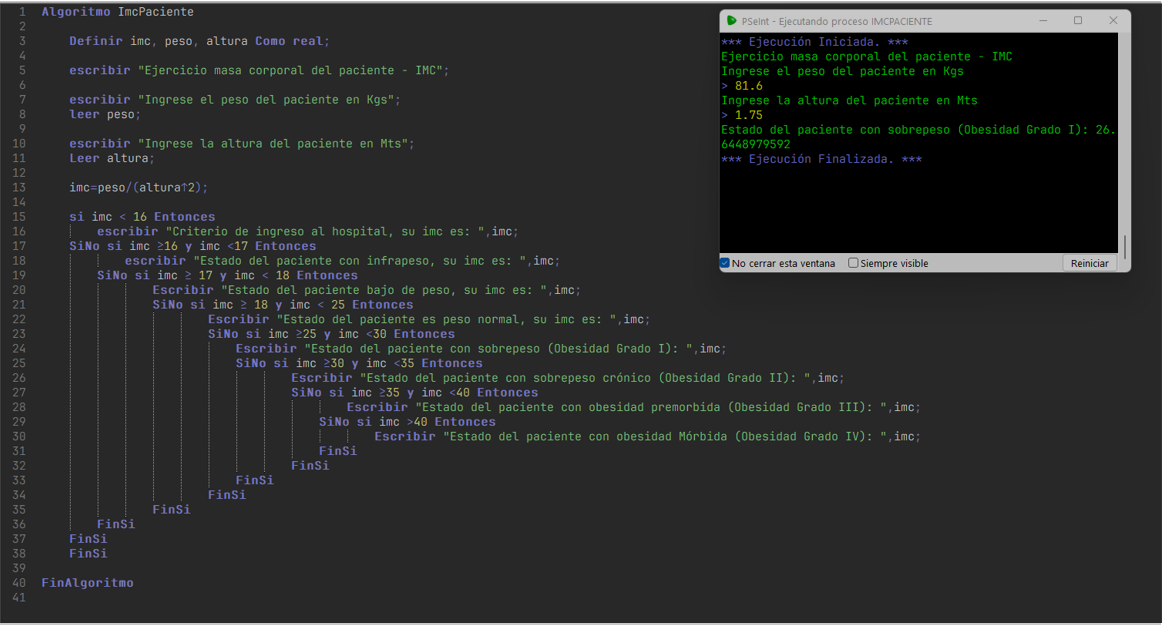 1 Algoritmo ImcPaciente
2
3 Definir imc, peso, altura Como real;
4
5 escribir "Ejercicio masa corporal del paciente - IMC";
6
7 escribir "Ingrese el peso del paciente en Kgs";
8 leer peso;
9
10 escribir "Ingrese la altura del paciente en Mts";
11 Leer altura;
12
13 imc=peso/(altura↑2);
14
15 si imc < 16 Entonces
16 escribir "Criterio de ingreso al hospital, su imc es: ",imc;
17 SiNo si imc ≥16 y imc <17 Entonces
18 escribir "Estado del paciente con infrapeso, su imc es: ",imc;
19 SiNo si imc ≥ 17 y imc < 18 Entonces
20 Escribir "Estado del paciente bajo de peso, su imc es: ",imc;
21 SiNo si imc ≥ 18 y imc < 25 Entonces
22 Escribir "Estado del paciente es peso normal, su imc es: ",imc;
23 SiNo si imc ≥25 y imc <30 Entonces
24 Escribir "Estado del paciente con sobrepeso (Obesidad Grado I): ",imc;
25 SiNo si imc ≥30 y imc <35 Entonces
26 Escribir "Estado del paciente con sobrepeso crónico (Obesidad Grado II): ",imc;
27 SiNo si imc ≥35 y imc <40 Entonces
28 Escribir "Estado del paciente con obesidad premorbida (Obesidad Grado III): ",imc;
29 SiNo si imc >40 Entonces
30 Escribir "Estado del paciente con obesidad Mórbida (Obesidad Grado IV): ",imc;
31 FinSi
32 FinSi
33 FinSi
34 FinSi
35 FinSi
36 FinSi
37 FinSi
38 FinSi
39
40 FinAlgoritmo
41
PSeInt - Ejecutando proceso IMCPACIENTE
*** Ejecución Iniciada. ***
Ejercicio masa corporal del paciente - IMC
Ingrese el peso del paciente en Kgs
> 81.6
Ingrese la altura del paciente en Mts
> 1.75
Estado del paciente con sobrepeso (Obesidad Grado I): 26.
6448979592
*** Ejecución Finalizada. ***
No cerrar esta ventana Siempre visible Reiniciar